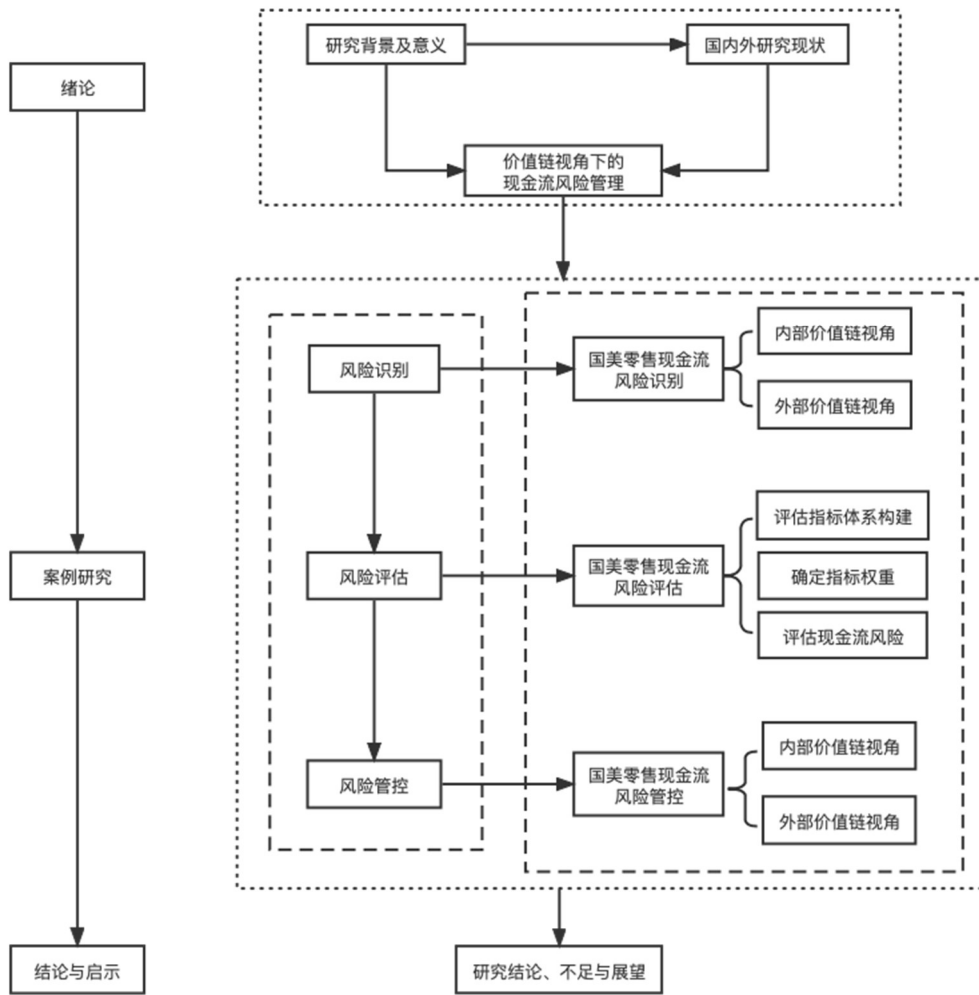 研究背景及意义
国内外研究现状
绪论
价值链视角下的
现金流风险管理
风险识别
国美零售现金流
风险识别
内部价值链视角
外部价值链视角
案例研究
风险评估
国美零售现金流
风险评估
评估指标体系构建
确定指标权重
评估现金流风险
风险管控
国美零售现金流
风险管控
内部价值链视角
外部价值链视角
结论与启示
研究结论、不足与展望